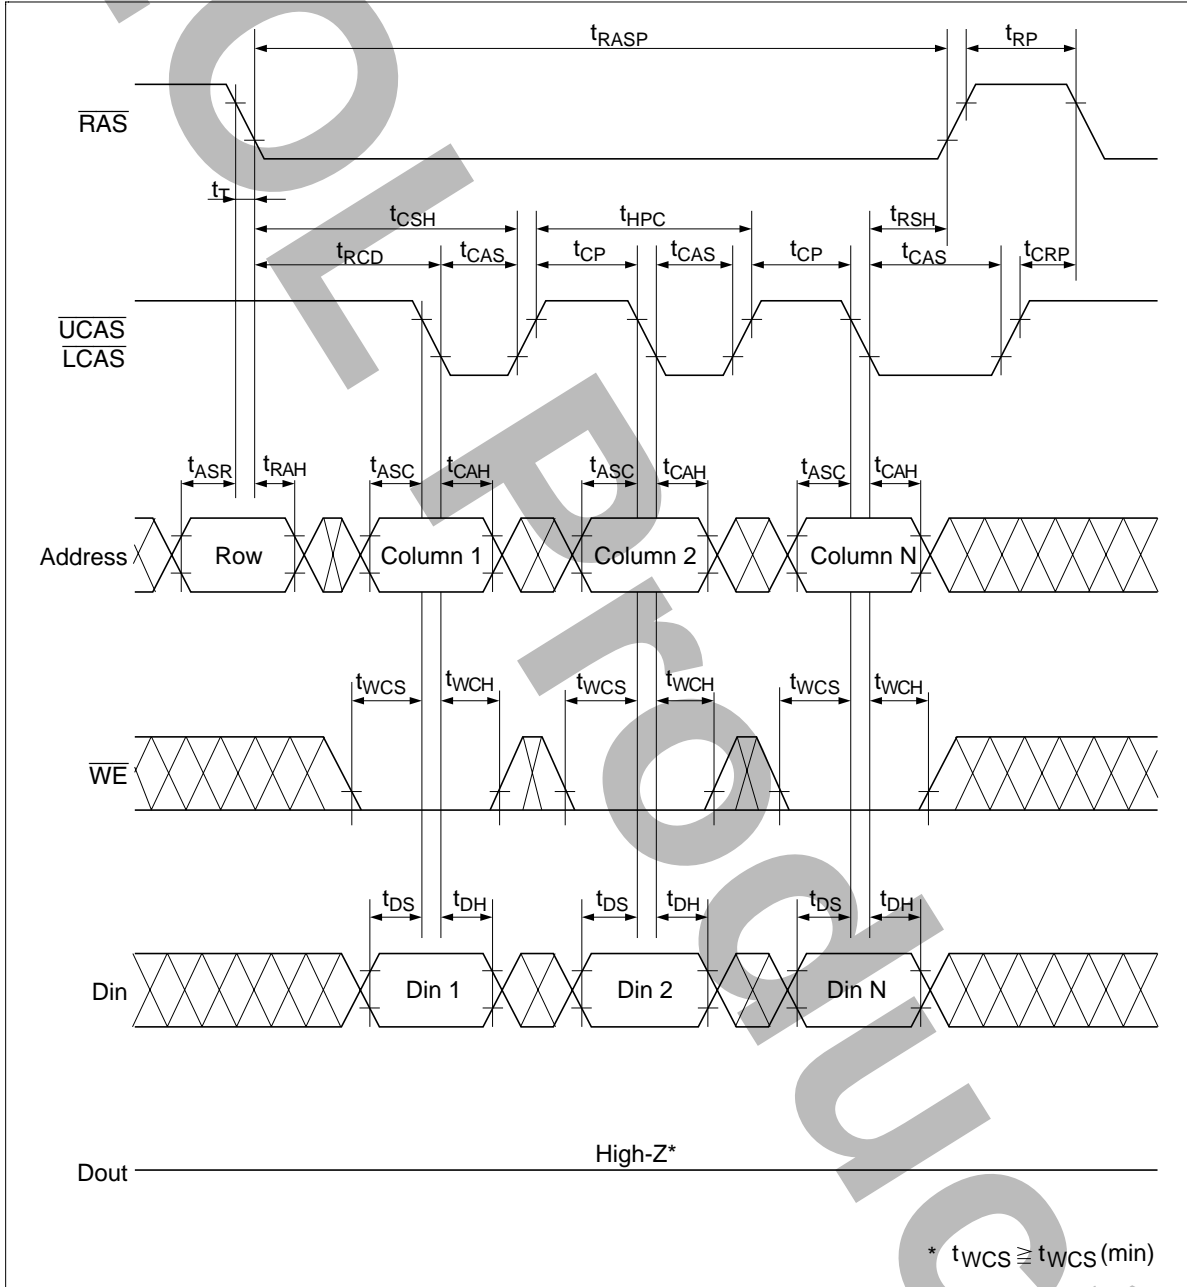 tRASP tRP
RAS
tT
tCSH tHPC tRSH
tRCD tCAS tCP tCAS tCP tCAS tCRP
UCAS
LCAS
tASR tRAH tASC tCAH tASC tCAH tASC tCAH
Address Row Column 1 Column 2 Column N
tWCS tWCH tWCS tWCH tWCS tWCH
WE
tDS tDH tDS tDH tDS tDH
Din Din 1 Din 2 Din N
High-Z*
Dout
* tWCS ≧ tWCS (min)
OL Produc